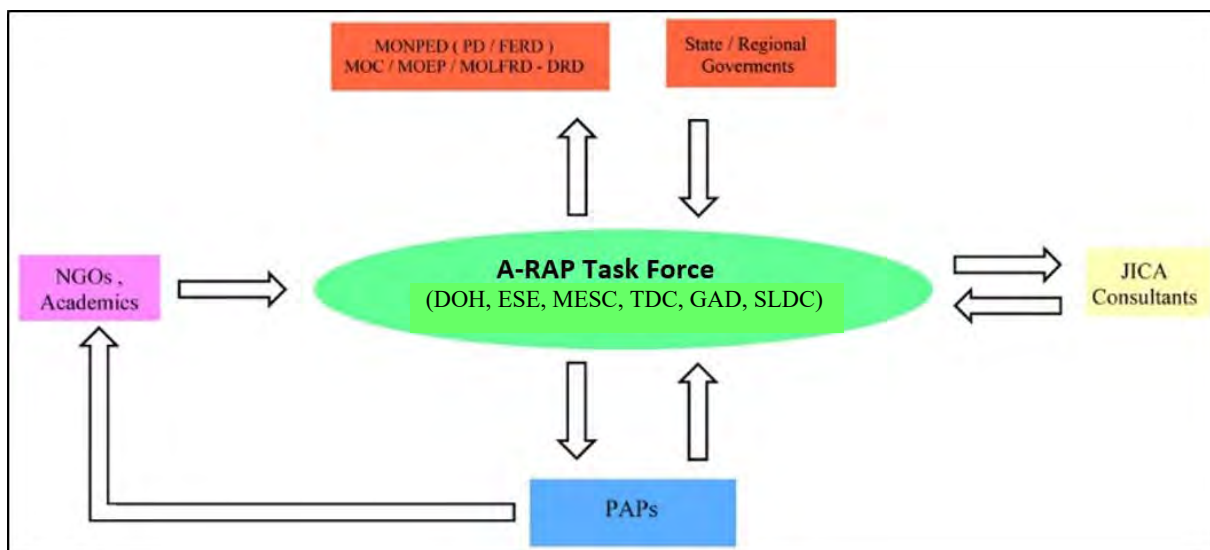 MONPED ( PD / FERD )
MOC / MOEP / MOLFRD - DRD
State / Regional
Goverments
NGOs ,
Academics
A-RAP Task Force
(DOH, ESE, MESC, TDC, GAD, SLDC)
JICA
Consultants
PAPs